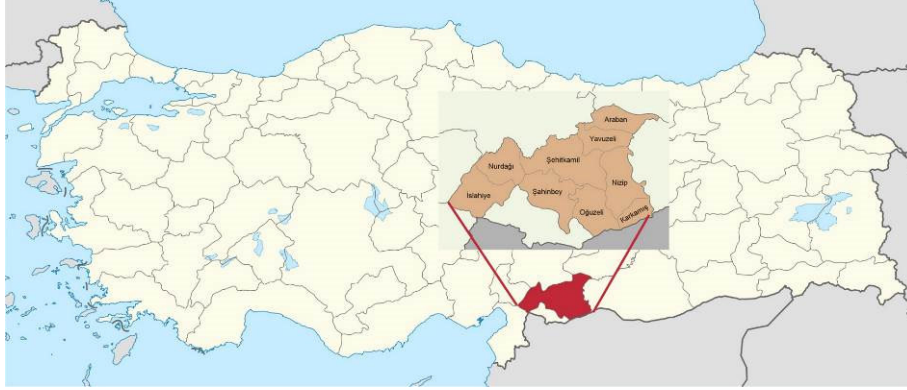 Araban
Yavuzeli
Şehitkamil
Nurdağı
Nizip
İslahiye
Şahinbey
Oğuzeli
Karkamış